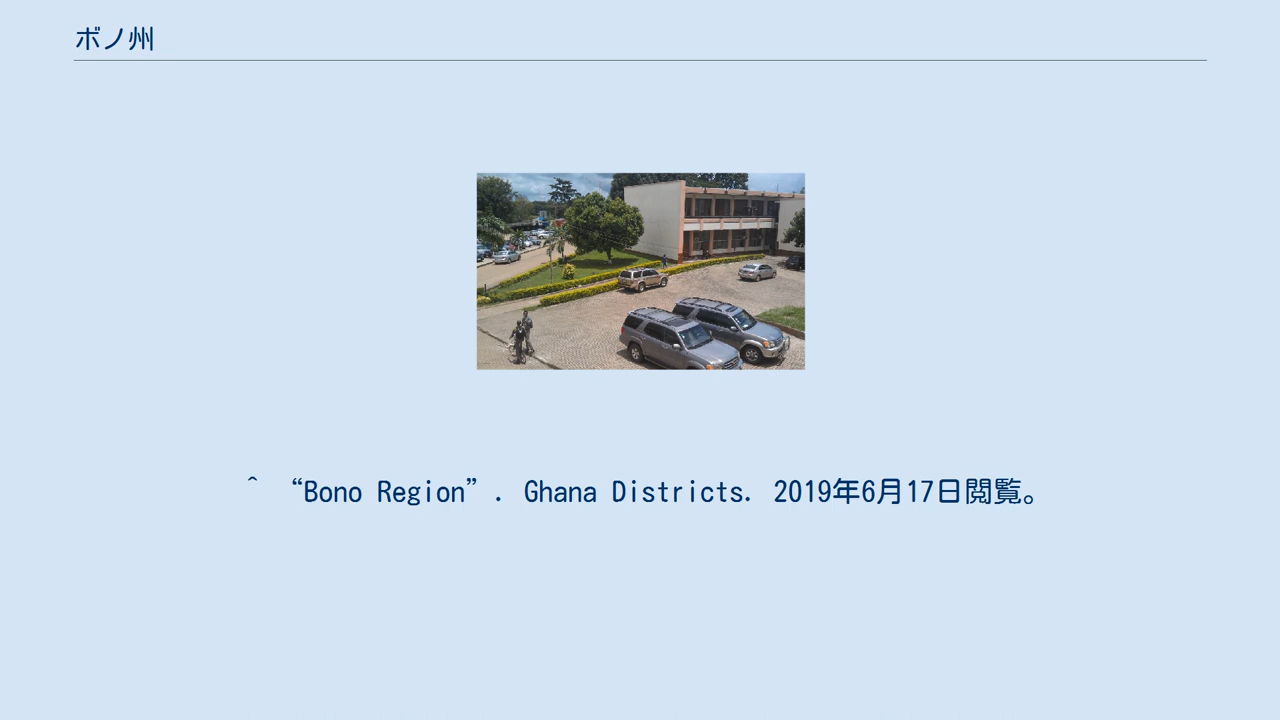 ボノ州
^ “Bono Region”. Ghana Districts. 2019年6月17日閲覧。